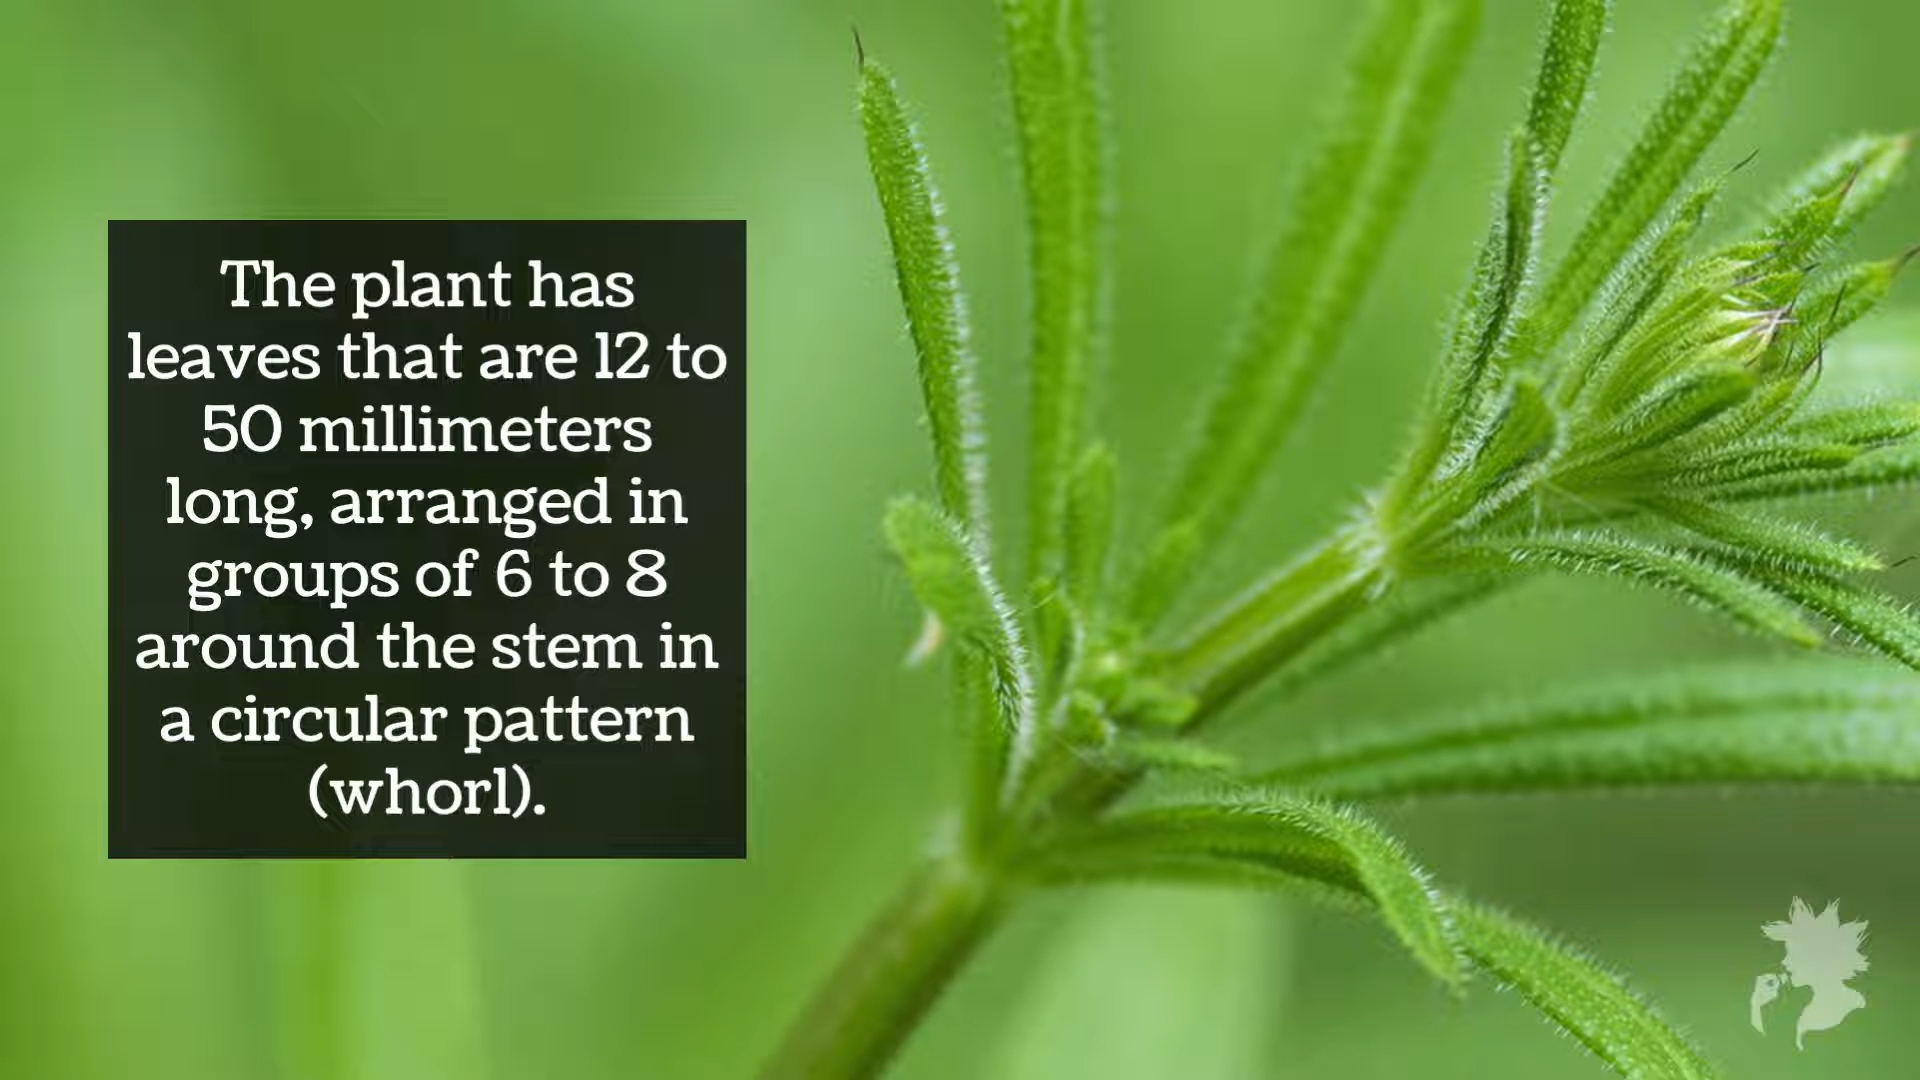 The plant has
leaves that are 12 to
50 millimeters
long, arranged in
groups of 6 to 8
around the stem in
a circular pattern
(whorl).